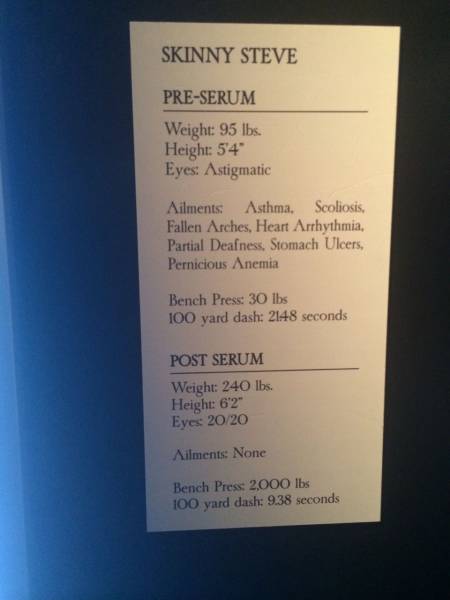 SKINNY STEVE
PRE-SERUM
Weight: 95 lbs.
Height: 5'4"
Eyes: Astigmatic
Ailments: Asthma, Scoliosis,
Fallen Arches, Heart Arrhythmia,
Partial Deafness, Stomach Ulcers,
Pernicious Anemia
Bench Press: 30 lbs
100 yard dash: 21.48 seconds
POST SERUM
Weight: 240 lbs.
Height: 6'2"
Eyes: 20/20
Ailments: None
Bench Press: 2,000 lbs
100 yard dash: 9.38 seconds